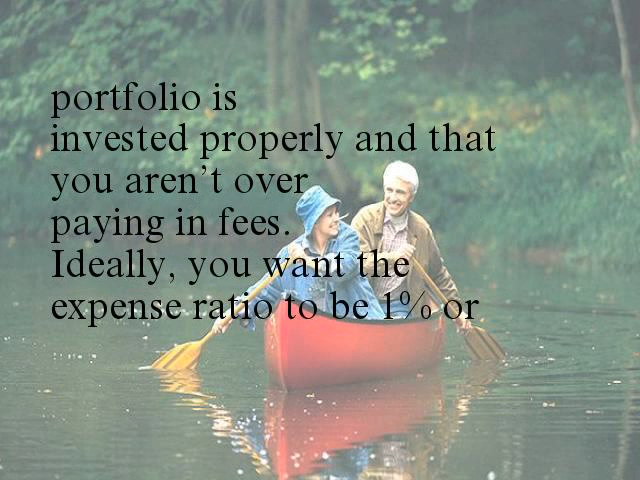 portfolio is
invested properly and that
you aren’t over
paying in fees.
Ideally, you want the
expense ratio to be 1% or